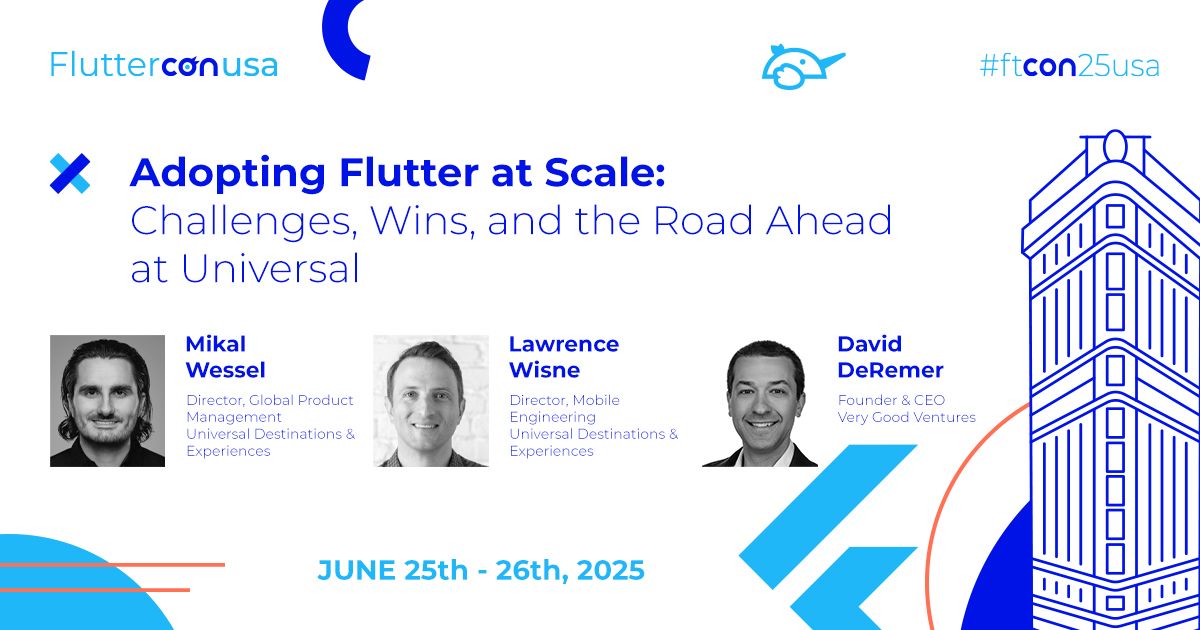 Flutterconusa
#ftcon25usa
Adopting Flutter at Scale:
Challenges, Wins, and the Road Ahead
at Universal
Mikal
Wessel
Director, Global Product
Management
Universal Destinations &
Experiences
Lawrence
Wisne
Director, Mobile
Engineering
Universal Destinations &
Experiences
David
DeRemer
Founder & CEO
Very Good Ventures
JUNE 25th - 26th, 2025